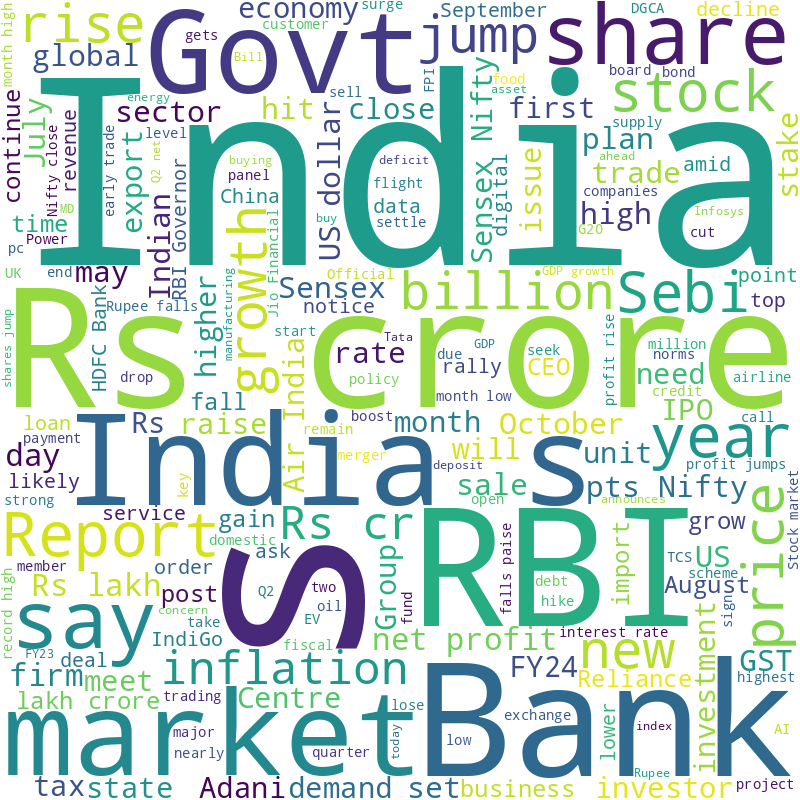 month high
rise
gets
Govt
economy
customer
surge
September
DGCA
decline
global
Bill
jump
share
energy
FPI
sell
food
asset
board
bond
stock
continue
July
Nifty close
revenue
early trade
sector
level
export
hit
close
Sensex Nifty
digital
first
supply
plan
stake
India
Q2 net
buying
panel
deficit
US dollar
China
flight
data
settle
buy
issue
ahead
trade
amid
companies
high
Infosys
cut
G20
time
MD
Power
pc
UK
end
may
Indian
RBI Governor
growth
Jio Financial
Official
GDP growth
point
top
Sensex
notice
billion
Sebi
HDFC Bank
Rupee falls
higher
manufacturing
start
Rs crore
shares jump
drop
rate
Tata
GDP
due
rally
policy
seek
CEO
profit rise
million
norms
need
credit
airline
month low
fall
loan
payment
Rs
raise
Air India
boost
remain
month
October
IPO
call
year
India s
day
likely
key
merger
will
deposit
unit
profit jumps
strong
sale
pts Nifty
Stock market
service
open
announces
Report
gain
Rs cr
RBI
grow
price
member
domestic
ask
order
S
Group
falls paise
debt
hike
import
TCS
US
scheme
August
sign
record high
Rs lakh
post
Q2
two
oil
fund
say
concern
take
IndiGo
EV
fiscal
net profit
interest rate
new
investment
GST
FY23
deal
firm
meet
inflation
FY24
Reliance
highest
lakh crore
trading
Centre
lose
exchange
lower
AI
market
Bank
major
nearly
quarter
today
low
index
Rupee
project
tax
state
Adani
demand
set
business
investor